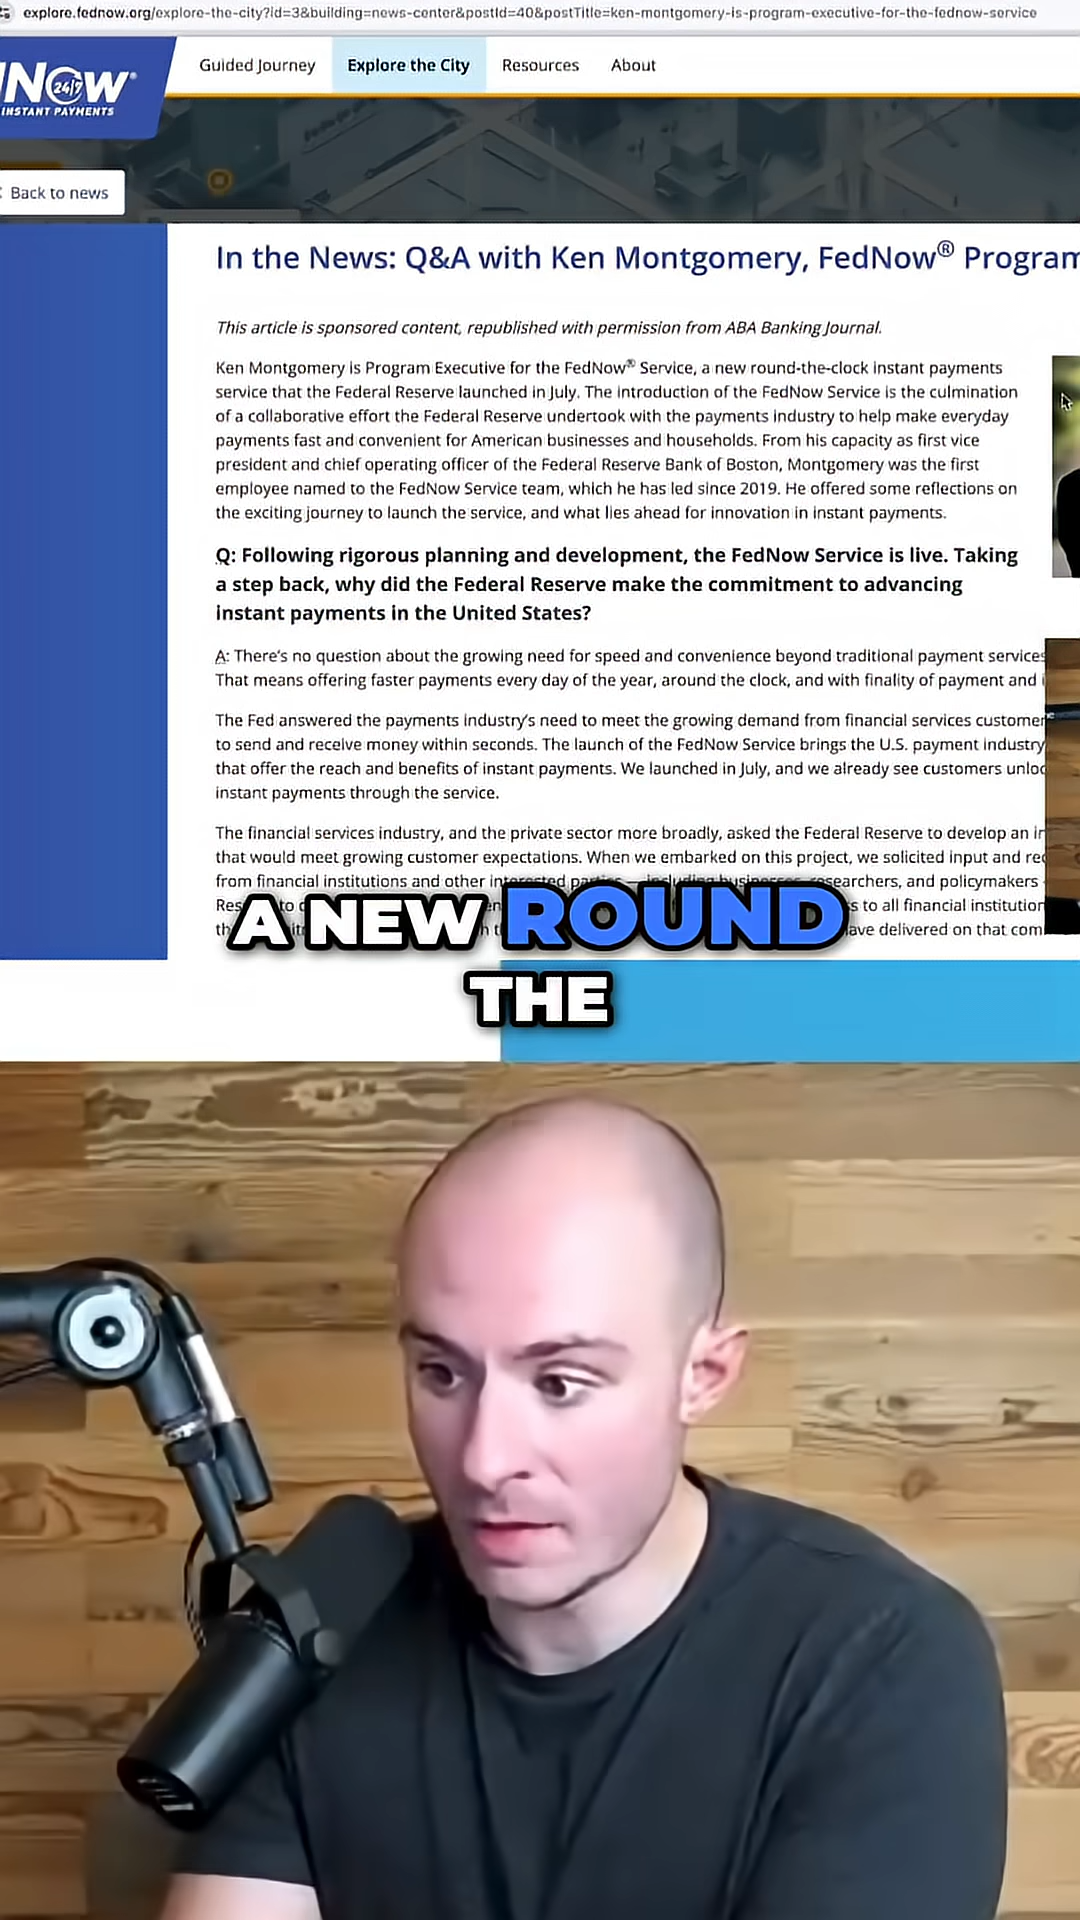 explore.fednow.org/explore-the-city?id=3&building=news-center&postId=40&postTitle=ken-montgomery-is-program-executive-for-the-fednow-service
Guided Journey
Explore the City
Resources
About
Now®
24/7
INSTANT PAYMENTS
Back to news
In the News: Q&A with Ken Montgomery, FedNow® Program
This article is sponsored content, republished with permission from ABA Banking Journal.
Ken Montgomery is Program Executive for the FedNow® Service, a new round-the-clock instant payments
service that the Federal Reserve launched in July. The introduction of the FedNow Service is the culmination
of a collaborative effort the Federal Reserve undertook with the payments industry to help make everyday
payments fast and convenient for American businesses and households. From his capacity as first vice
president and chief operating officer of the Federal Reserve Bank of Boston, Montgomery was the first
employee named to the FedNow Service team, which he has led since 2019. He offered some reflections on
the exciting journey to launch the service, and what lies ahead for innovation in instant payments.
Q: Following rigorous planning and development, the FedNow Service is live. Taking
a step back, why did the Federal Reserve make the commitment to advancing
instant payments in the United States?
A: There's no question about the growing need for speed and convenience beyond traditional payment services
That means offering faster payments every day of the year, around the clock, and with finality of payment and
The Fed answered the payments industry's need to meet the growing demand from financial services customer
to send and receive money within seconds. The launch of the FedNow Service brings the U.S. payment industry
that offer the reach and benefits of instant payments. We launched in July, and we already see customers
instant payments through the service.
The financial services industry, and the private sector more broadly, asked the Federal Reserve to develop an
that would meet growing customer expectations. When we embarked on this project, we solicited input and
from financial institutions and other interested parties—including businesses, researchers, and policymakers
to all financial institution
have delivered on that com
A NEW ROUND
THE